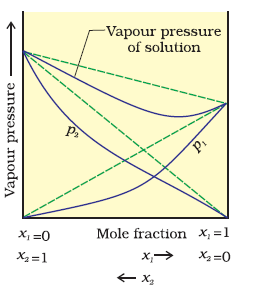 Vapour pressure
of solution
Vapour pressure
p₂
p₁
x₁=0 Mole fraction x₁=1
x₂=1 x₁→ x₂=0
← x₂